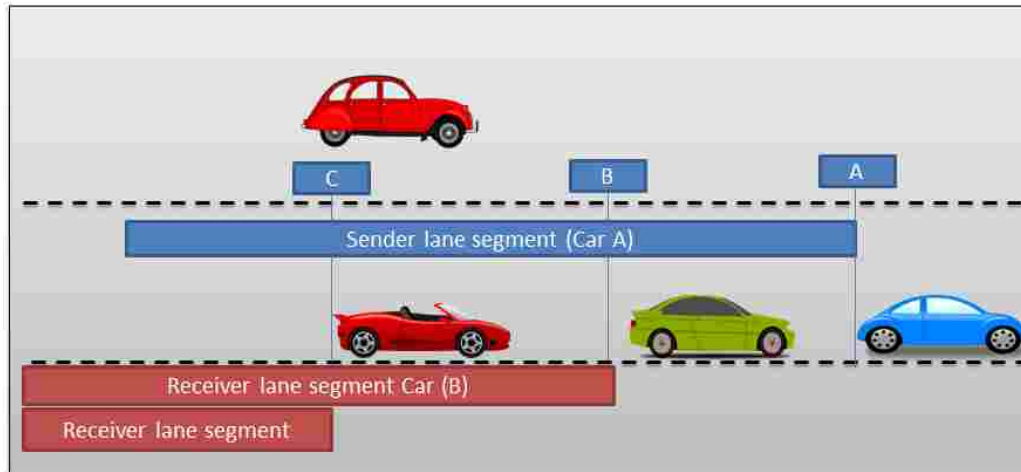 C
B
A
Sender lane segment (Car A)
Receiver lane segment Car (B)
Receiver lane segment